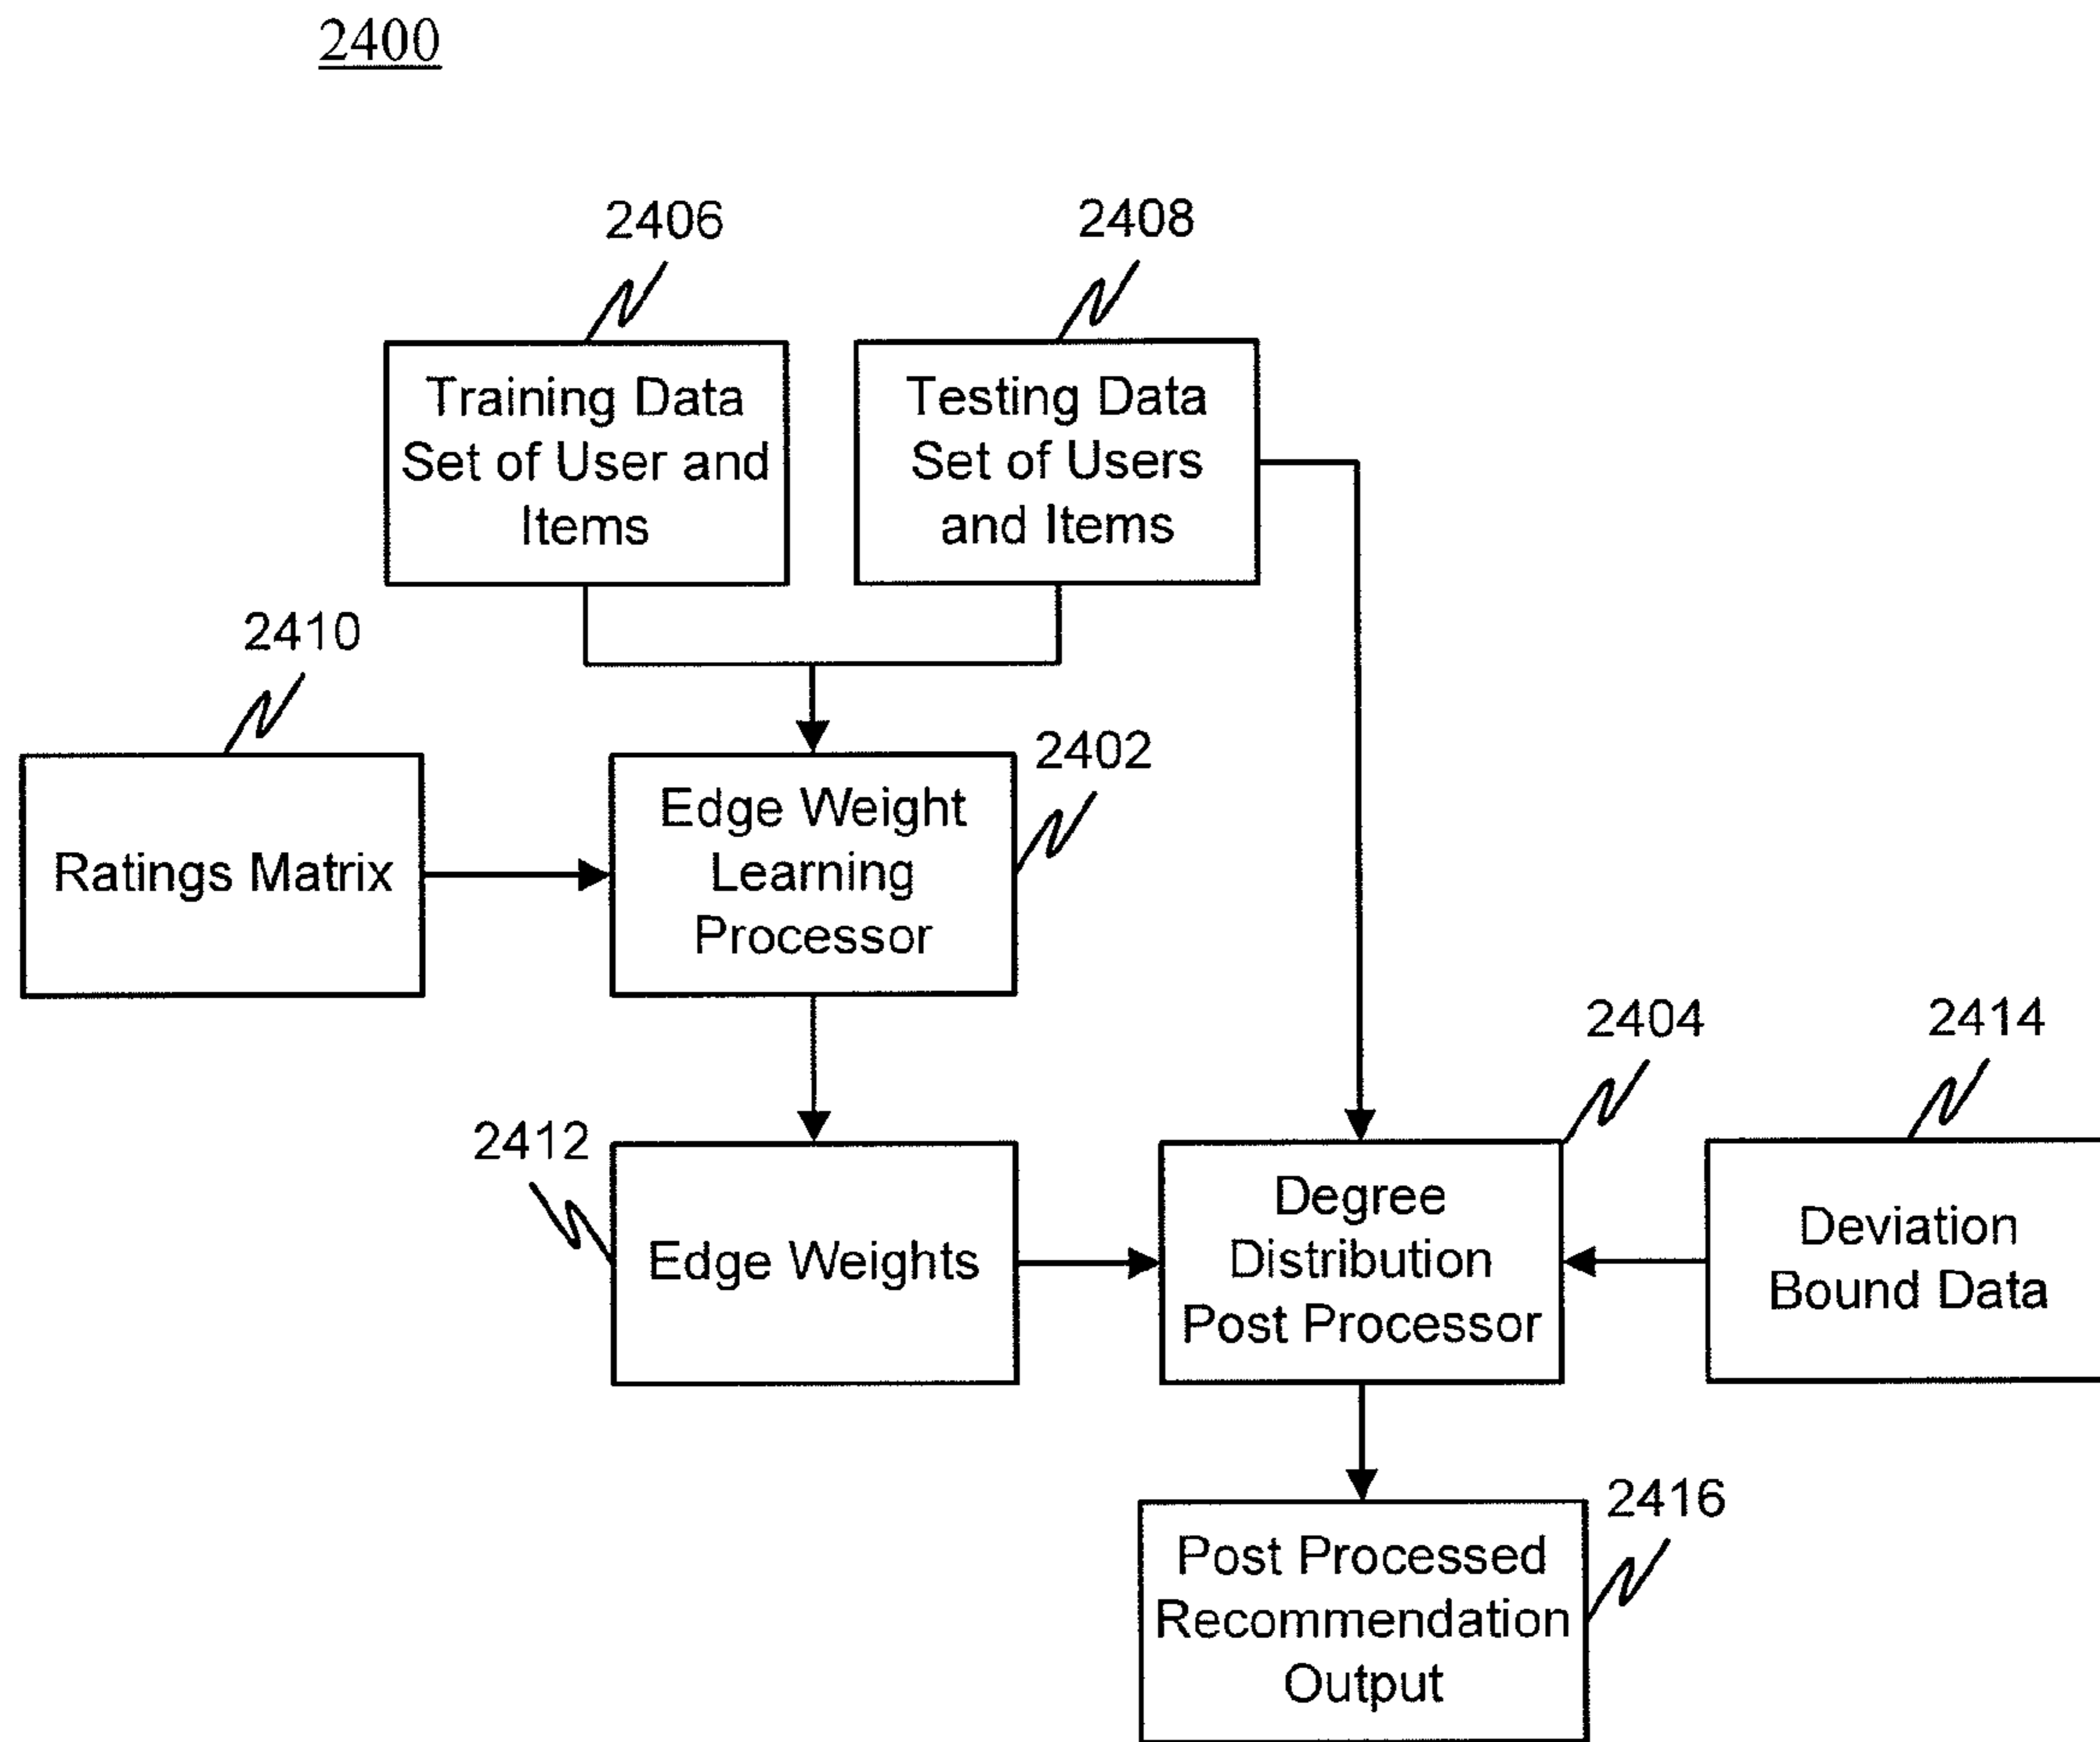 2400
2406
2408
Training Data
Set of User and
Items
Testing Data
Set of Users
and Items
2410
2402
Ratings Matrix
Edge Weight
Learning
Processor
2404
2414
2412
Edge Weights
Degree
Distribution
Post Processor
Deviation
Bound Data
2416
Post Processed
Recommendation
Output